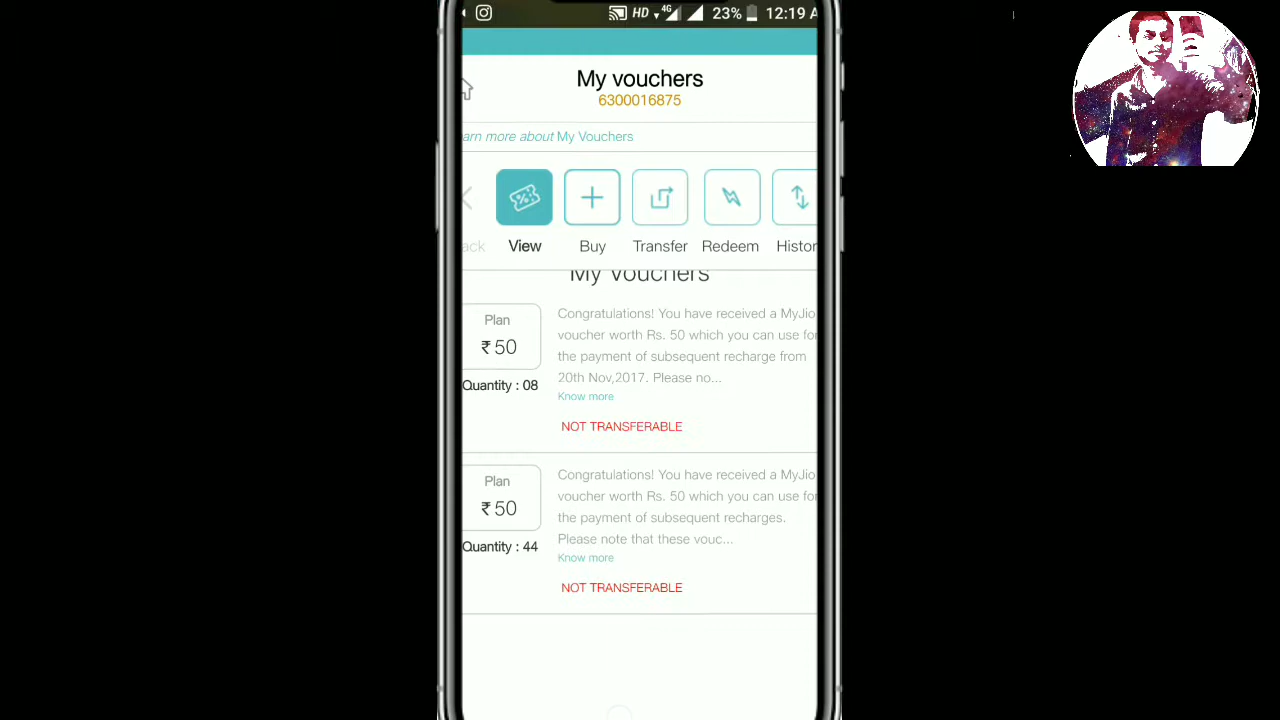 HD 4G 23% 12:19 A
My vouchers
6300016875
arn more about My Vouchers
ack View Buy Transfer Redeem Histor
My Vouchers
Plan
₹ 50
Quantity : 08
Congratulations! You have received a MyJio
voucher worth Rs. 50 which you can use for
the payment of subsequent recharge from
20th Nov,2017. Please no...
Know more
NOT TRANSFERABLE
Plan
₹ 50
Quantity : 44
Congratulations! You have received a MyJio
voucher worth Rs. 50 which you can use for
the payment of subsequent recharges.
Please note that these vouc...
Know more
NOT TRANSFERABLE